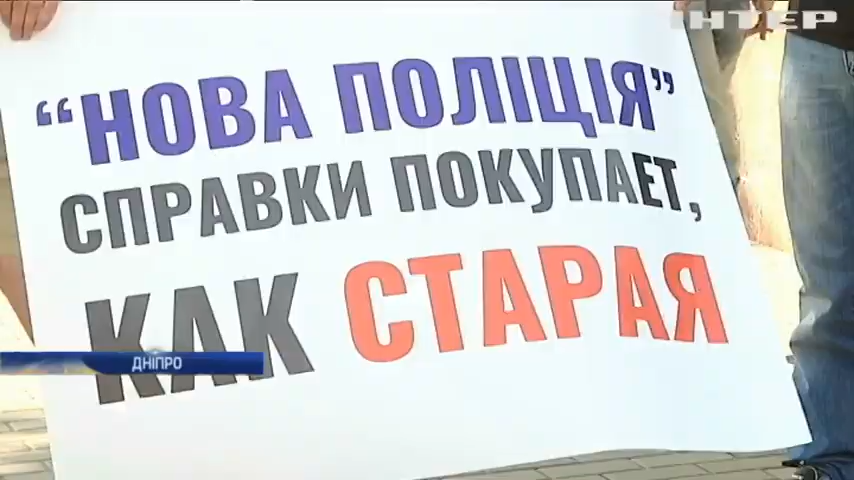 ІНТЕР
“НОВА ПОЛІЦІЯ”
СПРАВКИ ПОКУПАЕТ,
КАК СТАРАЯ
ДНІПРО